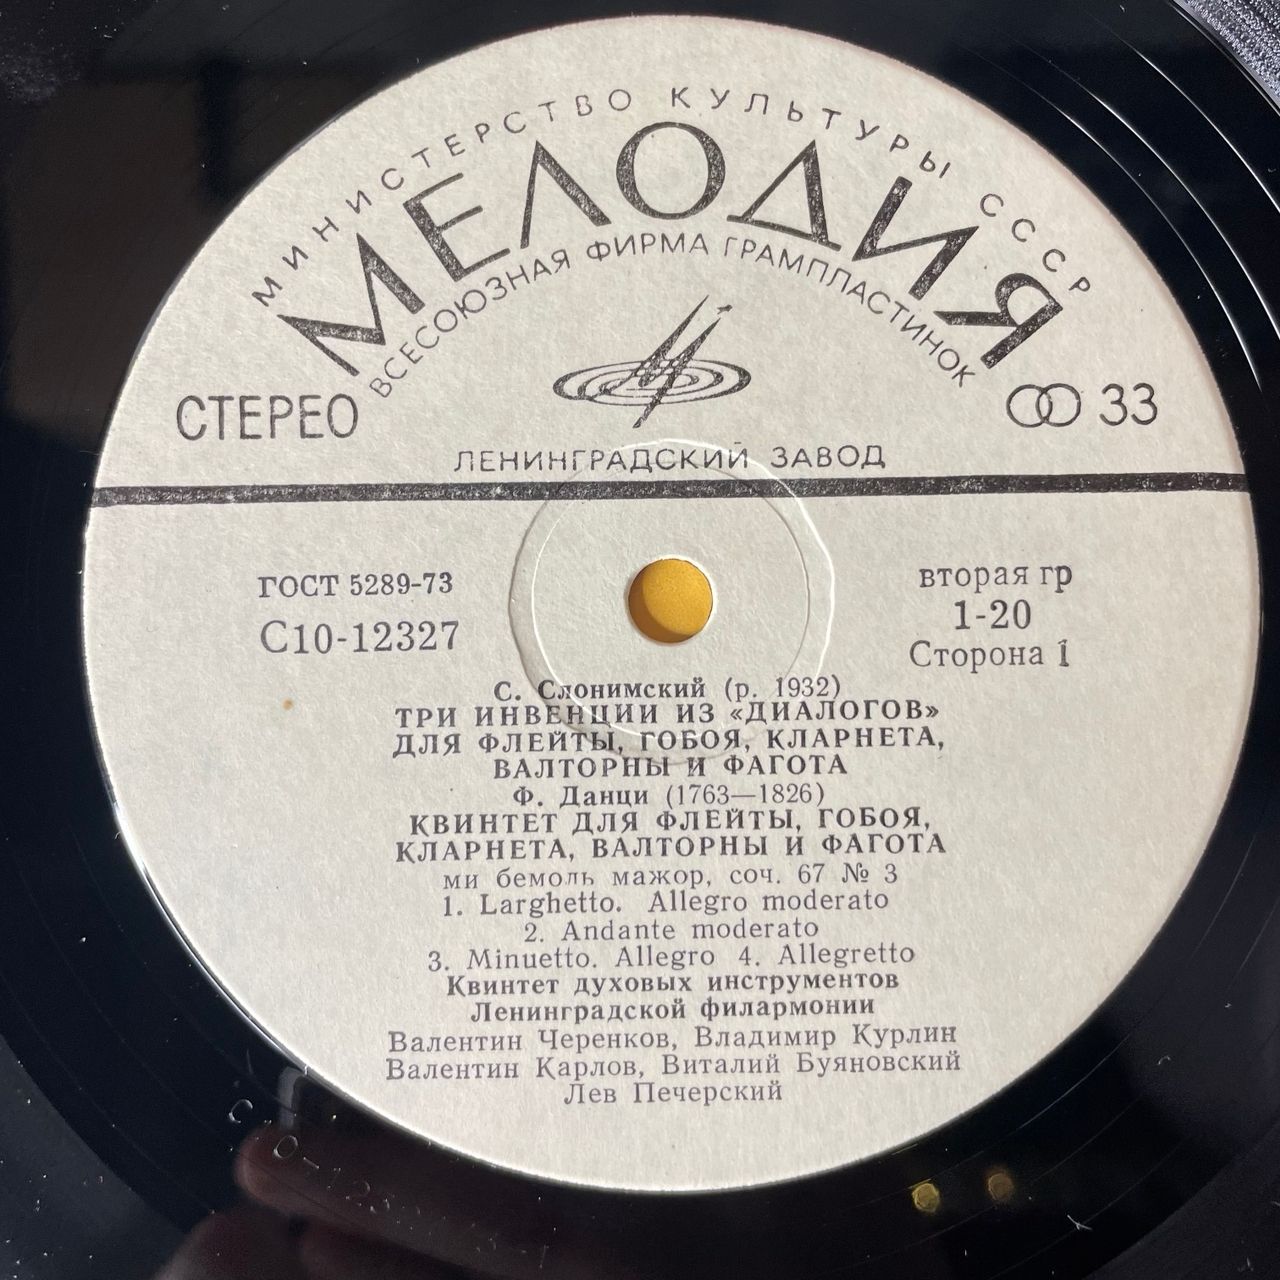 МИНИСТЕРСТВО КУЛЬТУРЫ СССР
МЕЛОДИЯ
ВСЕСОЮЗНАЯ ФИРМА ГРАМПЛАСТИНОК
СТЕРЕО
33
ЛЕНИНГРАДСКИЙ ЗАВОД
ГОСТ 5289-73
С10-12327
вторая гр
1-20
Сторона 1
С. Слонимский (р. 1932)
ТРИ ИНВЕНЦИИ ИЗ «ДИАЛОГОВ»
ДЛЯ ФЛЕЙТЫ, ГОБОЯ, КЛАРНЕТА,
ВАЛТОРНЫ И ФАГОТА
Ф. Данци (1763—1826)
КВИНТЕТ ДЛЯ ФЛЕЙТЫ, ГОБОЯ,
КЛАРНЕТА, ВАЛТОРНЫ И ФАГОТА
ми бемоль мажор, соч. 67 № 3
1. Larghetto. Allegro moderato
2. Andante moderato
3. Minuetto. Allegro 4. Allegretto
Квинтет духовых инструментов
Ленинградской филармонии
Валентин Черенков, Владимир Курлин
Валентин Карлов, Виталий Буяновский
Лев Печерский